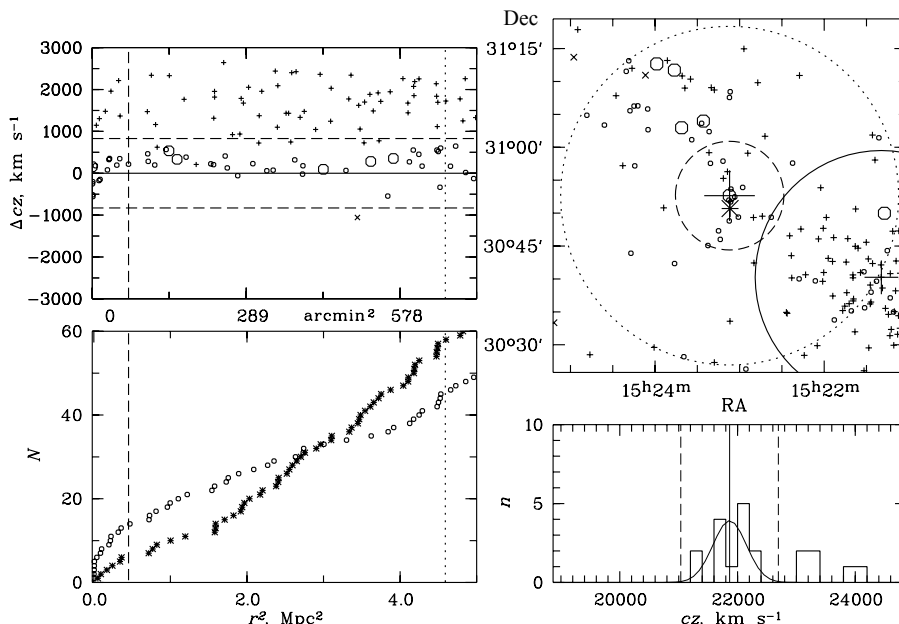 Dec
3000
2000
1000
0
−1000
−2000
−3000
Δcz, km s⁻¹
0 289 arcmin² 578
60
40
20
0
N
0.0 2.0 4.0
r², Mpc²
31°15′
31°00′
30°45′
30°30′
15ʰ24ᵐ 15ʰ22ᵐ
RA
10
5
0
n
20000 22000 24000
cz, km s⁻¹